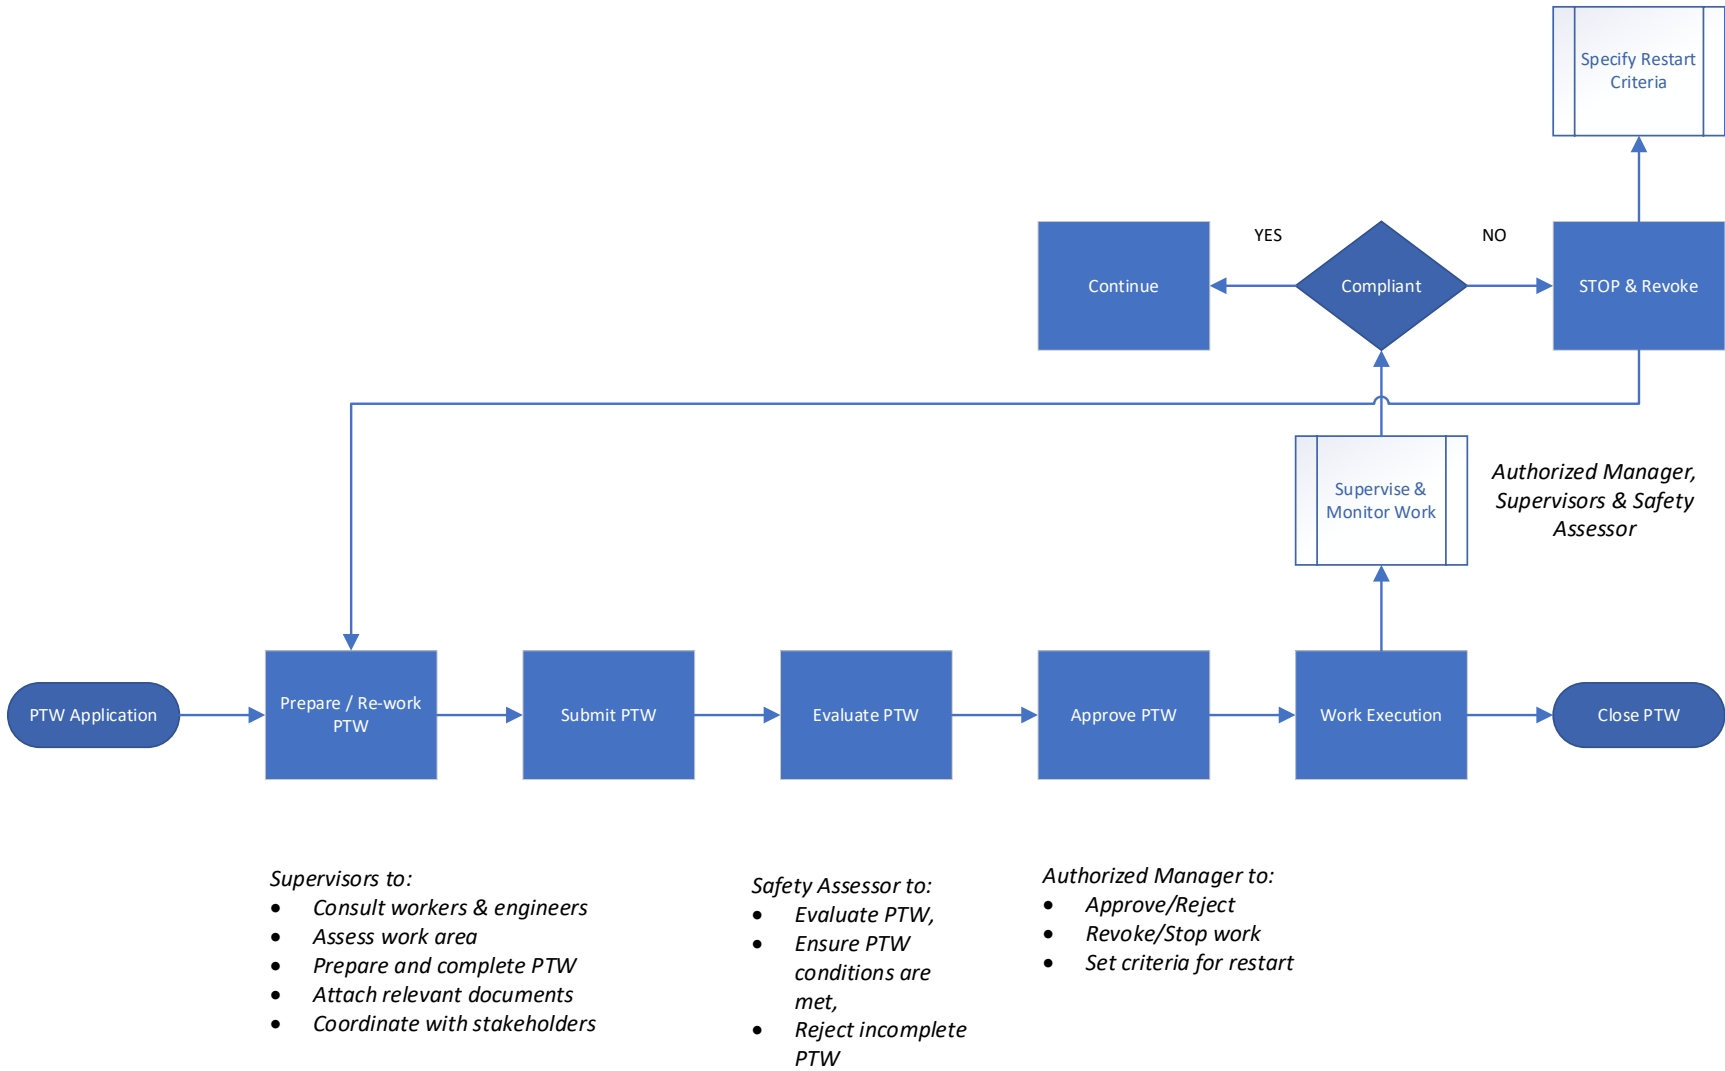 Specify Restart
Criteria
YES
NO
Continue
Compliant
STOP & Revoke
Supervise &
Monitor Work
Authorized Manager,
Supervisors & Safety
Assessor
PTW Application
Prepare / Re-work
PTW
Submit PTW
Evaluate PTW
Approve PTW
Work Execution
Close PTW
Supervisors to:
• Consult workers & engineers
• Assess work area
• Prepare and complete PTW
• Attach relevant documents
• Coordinate with stakeholders
Safety Assessor to:
• Evaluate PTW,
• Ensure PTW
conditions are
met,
• Reject incomplete
PTW
Authorized Manager to:
• Approve/Reject
• Revoke/Stop work
• Set criteria for restart